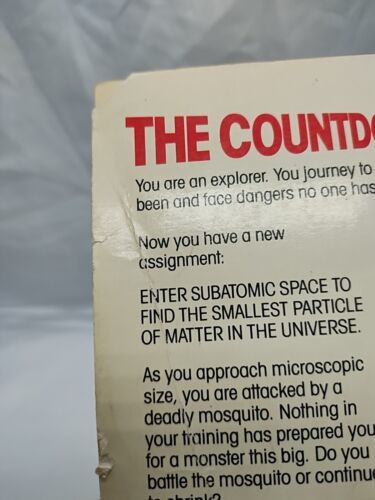 THE COUNTDO
You are an explorer. You journey to
been and face dangers no one has
Now you have a new
assignment:
ENTER SUBATOMIC SPACE TO
FIND THE SMALLEST PARTICLE
OF MATTER IN THE UNIVERSE.
As you approach microscopic
size, you are attacked by a
deadly mosquito. Nothing in
your training has prepared you
for a monster this big. Do you
battle the mosquito or continue
to shrink?